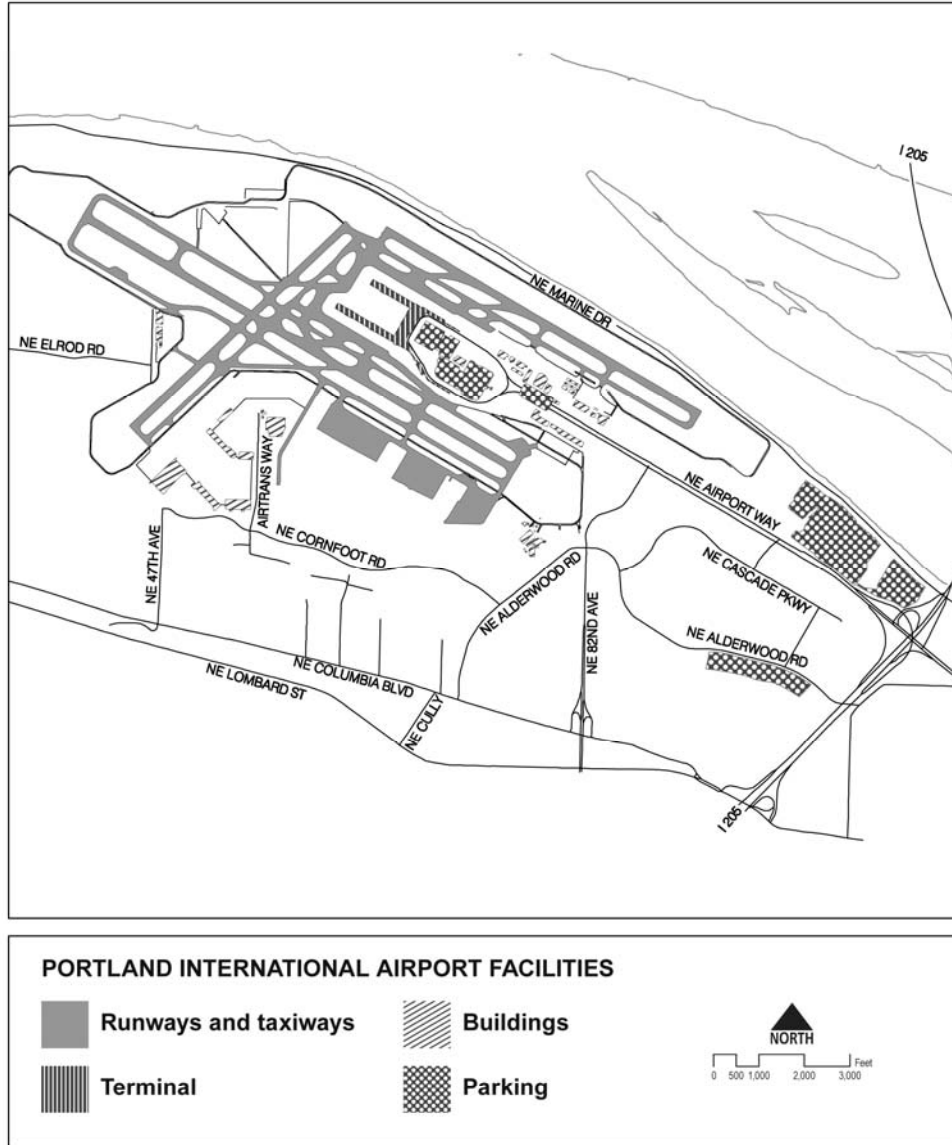 I 205
NE MARINE DR
NE ELROD RD
AIRTRANS WAY
NE AIRPORT WAY
NE CORNFOOT RD
NE 47TH AVE
NE CASCADE PKWY
NE ALDERWOOD RD
NE ALDERWOOD RD
NE 82ND AVE
NE COLUMBIA BLVD
NE LOMBARD ST
NE CULLY
I 205
PORTLAND INTERNATIONAL AIRPORT FACILITIES
Runways and taxiways
Buildings
Terminal
Parking
NORTH
Feet
0 500 1,000 2,000 3,000